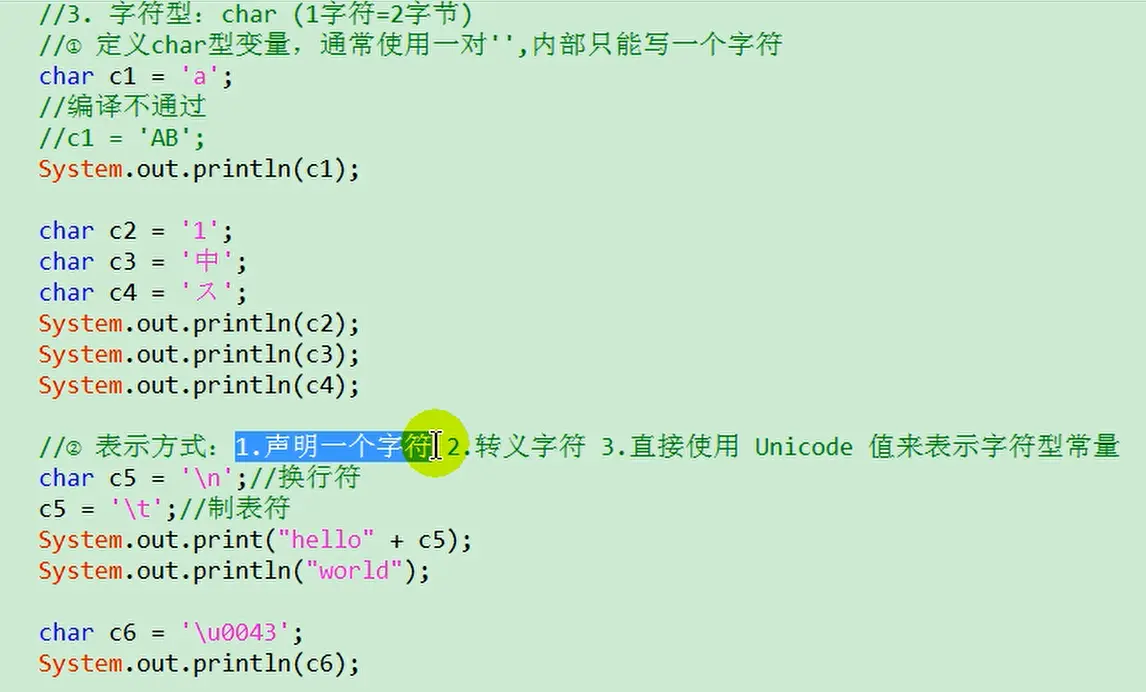 //3. 字符型：char (1字符=2字节)
//① 定义char型变量，通常使用一对'',内部只能写一个字符
char c1 = 'a';
//编译不通过
//c1 = 'AB';
System.out.println(c1);
char c2 = '1';
char c3 = '中';
char c4 = 'ス';
System.out.println(c2);
System.out.println(c3);
System.out.println(c4);
//② 表示方式：1.声明一个字符 2.转义字符 3.直接使用 Unicode 值来表示字符型常量
char c5 = '\n';//换行符
c5 = '\t';//制表符
System.out.print("hello" + c5);
System.out.println("world");
char c6 = '\u0043';
System.out.println(c6);